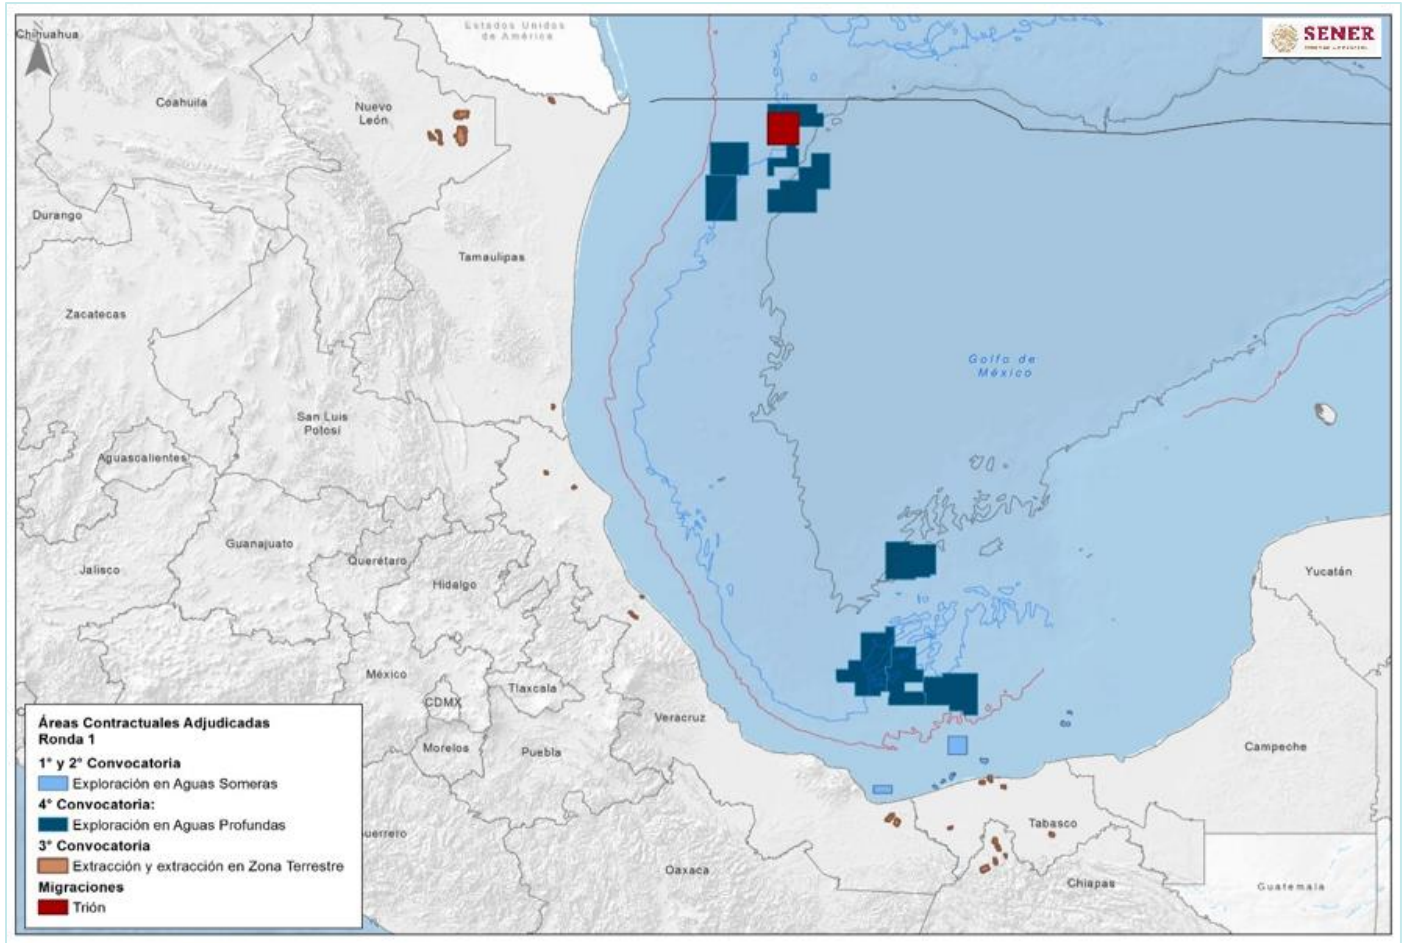 Estados Unidos
de América
SENER
Chihuahua
Coahuila
Nuevo
León
Durango
Tamaulipas
Zacatecas
Golfo de
México
San Luis
Potosí
Aguascalientes
Guanajuato
Querétaro
Jalisco
Hidalgo
Yucatán
México
Tlaxcala
CDMX
Veracruz
Morelos
Puebla
Campeche
Tabasco
Guerrero
Oaxaca
Chiapas
Guatemala
Áreas Contractuales Adjudicadas
Ronda 1
1° y 2° Convocatoria
Exploración en Aguas Someras
4° Convocatoria:
Exploración en Aguas Profundas
3° Convocatoria
Extracción y extracción en Zona Terrestre
Migraciones
Trión